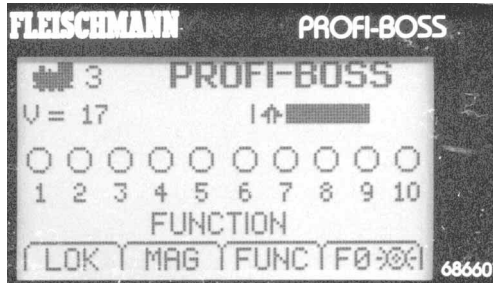 FLEISCHMANN PROFI-BOSS
3 PROFI-BOSS
V = 17
1 2 3 4 5 6 7 8 9 10
FUNCTION
LOK MAG FUNC F0
68660